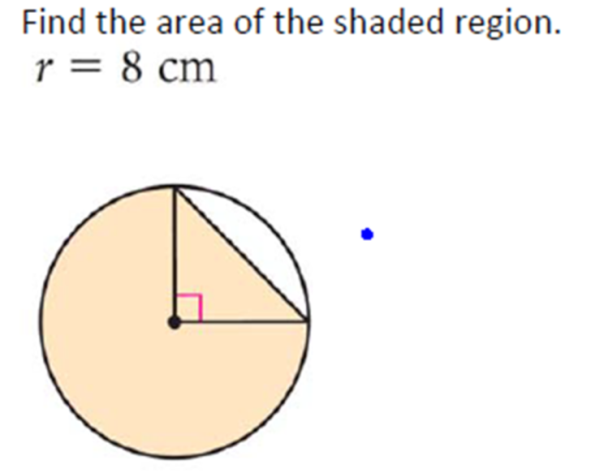 Find the area of the shaded region.
r = 8 cm